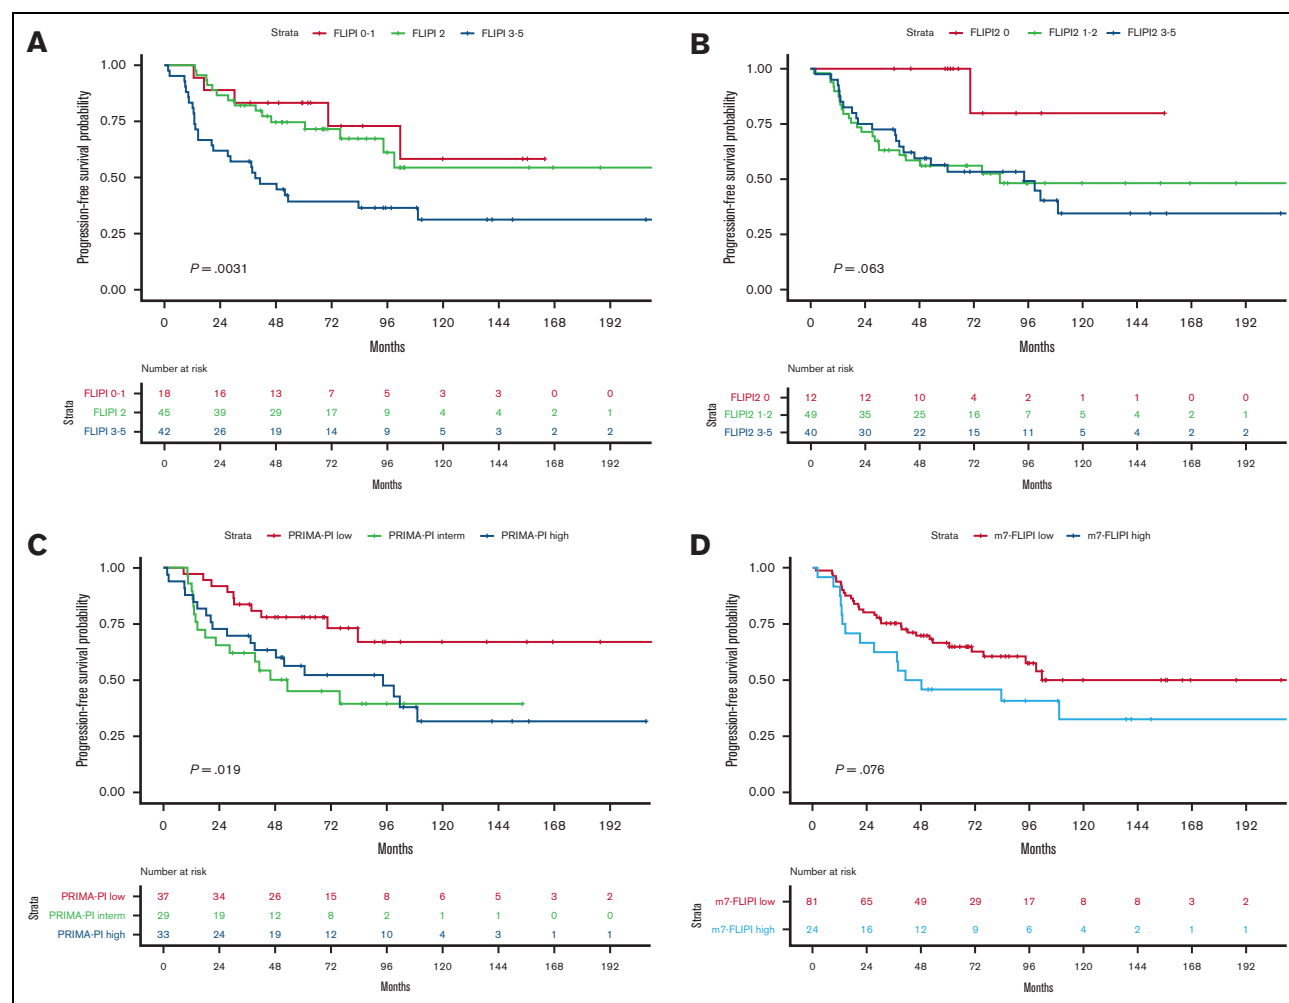 A
Strata FLIPI 0-1 FLIPI 2 FLIPI 3-5
Progression-free survival probability
1.00
0.75
0.50
0.25
0.00
P = .0031
0 24 48 72 96 120 144 168 192
Months
Number at risk
Strata
FLIPI 0-1 18 16 13 7 5 3 3 0 0
FLIPI 2 45 39 29 17 9 4 4 2 1
FLIPI 3-5 42 26 19 14 9 5 3 2 2
0 24 48 72 96 120 144 168 192
Months
B
Strata FLIPI2 0 FLIPI2 1-2 FLIPI2 3-5
Progression-free survival probability
1.00
0.75
0.50
0.25
0.00
P = .063
0 24 48 72 96 120 144 168 192
Months
Number at risk
Strata
FLIPI2 0 12 12 10 4 2 1 1 0 0
FLIPI2 1-2 49 35 25 16 7 5 4 2 1
FLIPI2 3-5 40 30 22 15 11 5 4 2 2
0 24 48 72 96 120 144 168 192
Months
C
Strata PRIMA-PI low PRIMA-PI interm PRIMA-PI high
Progression-free survival probability
1.00
0.75
0.50
0.25
0.00
P = .019
0 24 48 72 96 120 144 168 192
Months
Number at risk
Strata
PRIMA-PI low 37 34 26 15 8 6 5 3 2
PRIMA-PI interm 29 19 12 8 2 1 1 0 0
PRIMA-PI high 33 24 19 12 10 4 3 1 1
0 24 48 72 96 120 144 168 192
Months
D
Strata m7-FLIPI low m7-FLIPI high
Progression-free survival probability
1.00
0.75
0.50
0.25
0.00
P = .076
0 24 48 72 96 120 144 168 192
Months
Number at risk
Strata
m7-FLIPI low 81 65 49 29 17 8 8 3 2
m7-FLIPI high 24 16 12 9 6 4 2 1 1
0 24 48 72 96 120 144 168 192
Months